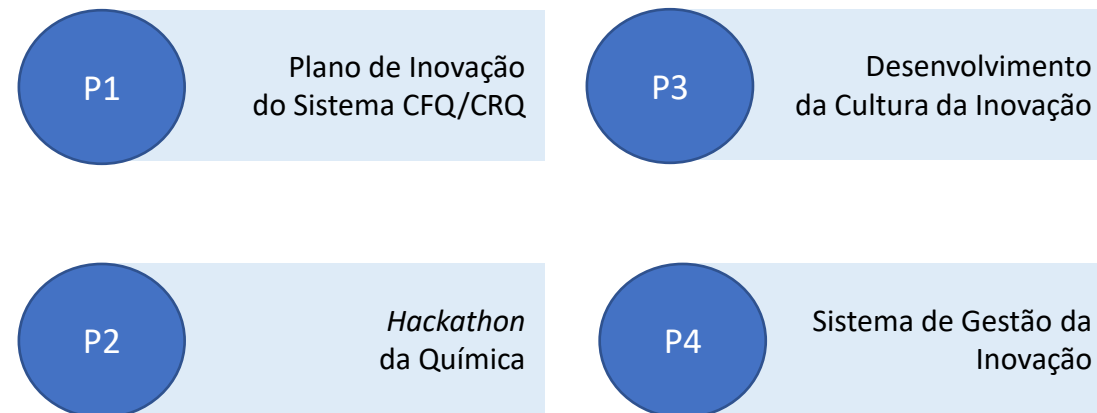 P1
Plano de Inovação
do Sistema CFQ/CRQ
P2
Hackathon
da Química
P3
Desenvolvimento
da Cultura da Inovação
P4
Sistema de Gestão da
Inovação